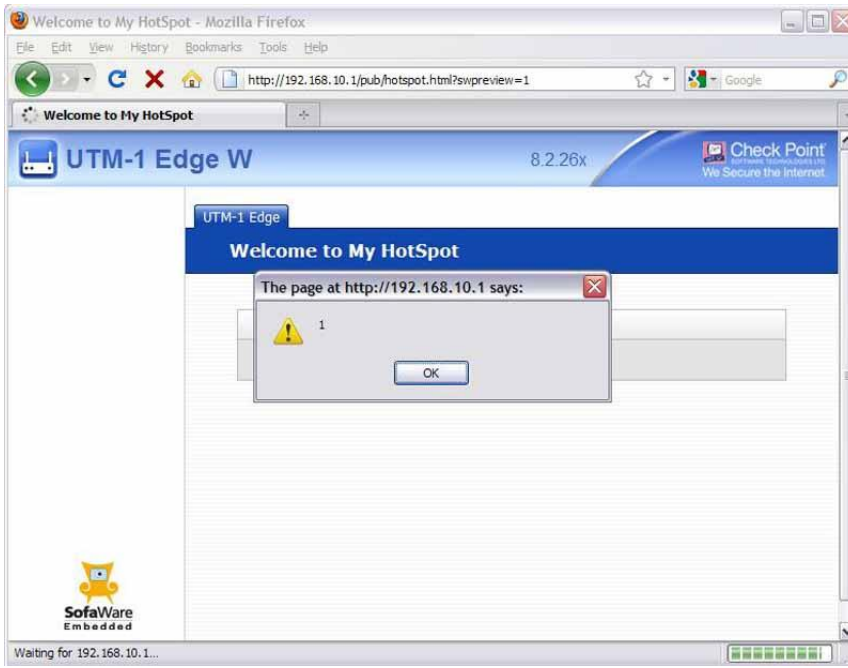 Welcome to My HotSpot - Mozilla Firefox
File Edit View History Bookmarks Tools Help
http://192.168.10.1/pub/hotspot.html?swpreview=1
Google
Welcome to My HotSpot
UTM-1 Edge W
8.2.26x
Check Point
SOFTWARE TECHNOLOGIES LTD.
We Secure the Internet
UTM-1 Edge
Welcome to My HotSpot
The page at http://192.168.10.1 says:
1
OK
SofaWare
Embedded
Waiting for 192.168.10.1...